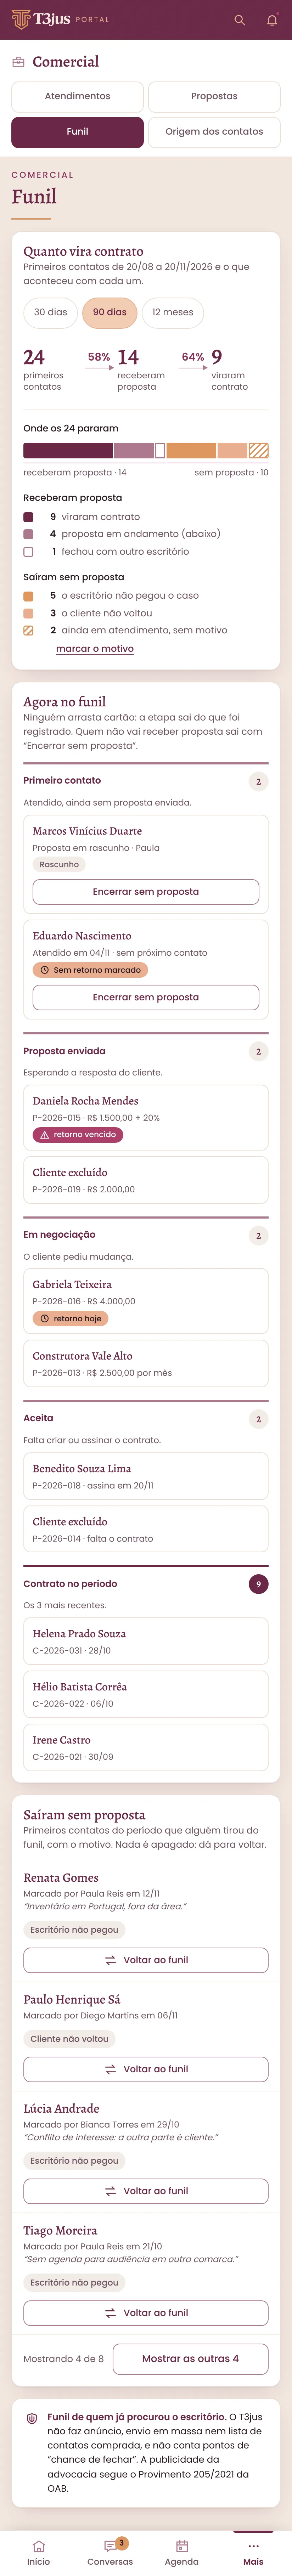 T3jus PORTAL
Comercial
Atendimentos
Propostas
Funil
Origem dos contatos
COMERCIAL
Funil
Quanto vira contrato
Primeiros contatos de 20/08 a 20/11/2026 e o que
aconteceu com cada um.
30 dias
90 dias
12 meses
24
58%
14
64%
9
primeiros
contatos
receberam
proposta
viraram
contrato
Onde os 24 pararam
receberam proposta · 14
sem proposta · 10
Receberam proposta
9 viraram contrato
4 proposta em andamento (abaixo)
1 fechou com outro escritório
Saíram sem proposta
5 o escritório não pegou o caso
3 o cliente não voltou
2 ainda em atendimento, sem motivo
marcar o motivo
Agora no funil
Ninguém arrasta cartão: a etapa sai do que foi
registrado. Quem não vai receber proposta sai com
“Encerrar sem proposta”.
Primeiro contato
2
Atendido, ainda sem proposta enviada.
Marcos Vinícius Duarte
Proposta em rascunho · Paula
Rascunho
Encerrar sem proposta
Eduardo Nascimento
Atendido em 04/11 · sem próximo contato
Sem retorno marcado
Encerrar sem proposta
Proposta enviada
2
Esperando a resposta do cliente.
Daniela Rocha Mendes
P-2026-015 · R$ 1.500,00 + 20%
retorno vencido
Cliente excluído
P-2026-019 · R$ 2.000,00
Em negociação
2
O cliente pediu mudança.
Gabriela Teixeira
P-2026-016 · R$ 4.000,00
retorno hoje
Construtora Vale Alto
P-2026-013 · R$ 2.500,00 por mês
Aceita
2
Falta criar ou assinar o contrato.
Benedito Souza Lima
P-2026-018 · assina em 20/11
Cliente excluído
P-2026-014 · falta o contrato
Contrato no período
9
Os 3 mais recentes.
Helena Prado Souza
C-2026-031 · 28/10
Hélio Batista Corrêa
C-2026-022 · 06/10
Irene Castro
C-2026-021 · 30/09
Saíram sem proposta
Primeiros contatos do período que alguém tirou do
funil, com o motivo. Nada é apagado: dá para voltar.
Renata Gomes
Marcado por Paula Reis em 12/11
“Inventário em Portugal, fora da área.”
Escritório não pegou
Voltar ao funil
Paulo Henrique Sá
Marcado por Diego Martins em 06/11
Cliente não voltou
Voltar ao funil
Lúcia Andrade
Marcado por Bianca Torres em 29/10
“Conflito de interesse: a outra parte é cliente.”
Escritório não pegou
Voltar ao funil
Tiago Moreira
Marcado por Paula Reis em 21/10
“Sem agenda para audiência em outra comarca.”
Escritório não pegou
Voltar ao funil
Mostrando 4 de 8
Mostrar as outras 4
Funil de quem já procurou o escritório. O T3jus
não faz anúncio, envio em massa nem lista de
contatos comprada, e não conta pontos de
“chance de fechar”. A publicidade da
advocacia segue o Provimento 205/2021 da
OAB.
3
Início
Conversas
Agenda
Mais